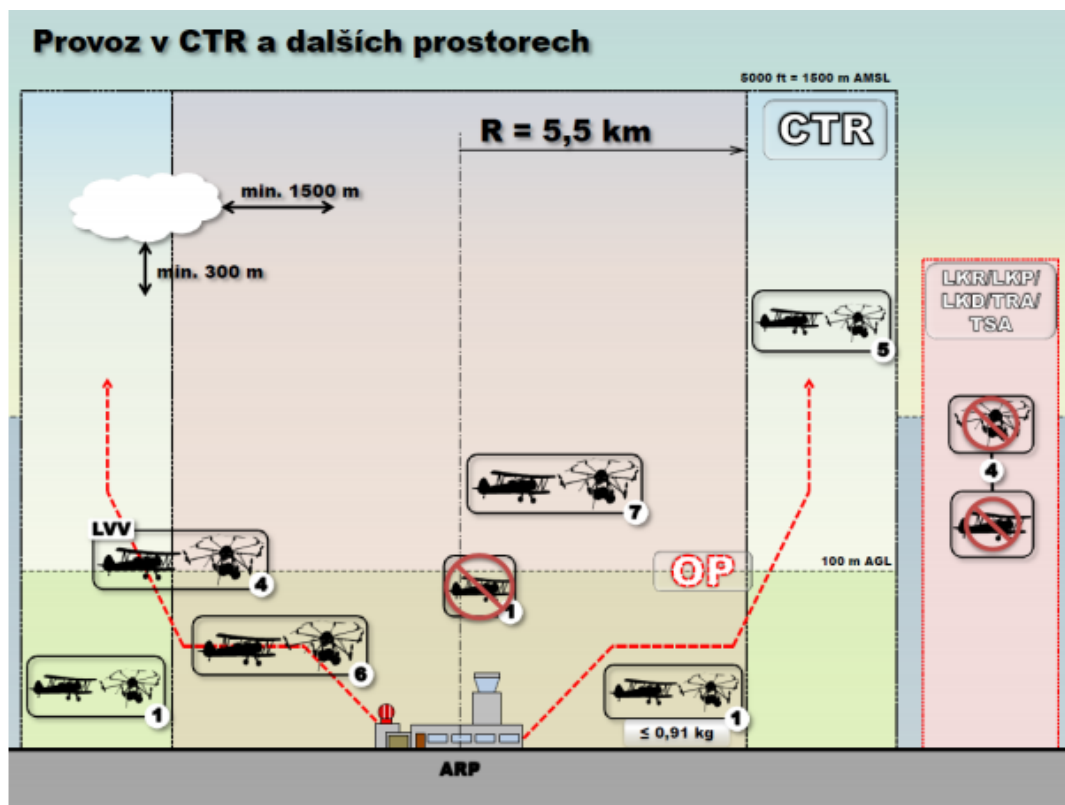 Provoz v CTR a dalších prostorech
5000 ft = 1500 m AMSL
R = 5,5 km
CTR
min. 1500 m
min. 300 m
LKR/LKP/
LKD/TRA/
TSA
5
4
7
LVV
4
OP
100 m AGL
1
6
1
1
≤ 0,91 kg
ARP